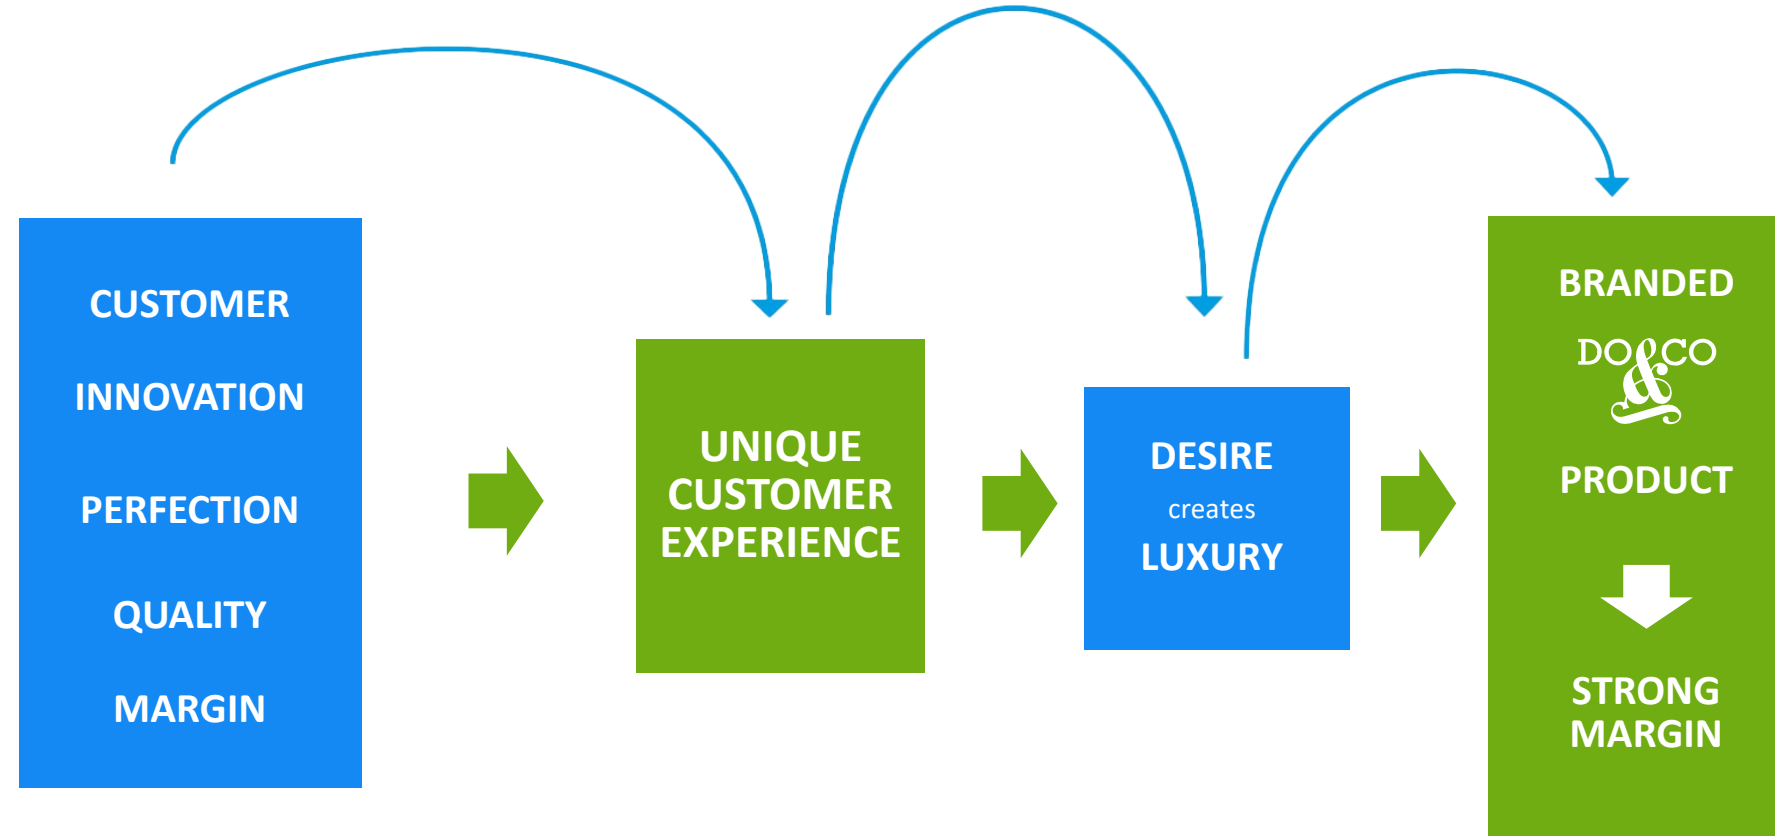 CUSTOMER
INNOVATION
PERFECTION
QUALITY
MARGIN
UNIQUE
CUSTOMER
EXPERIENCE
DESIRE
creates
LUXURY
BRANDED
DO&CO
PRODUCT
STRONG
MARGIN